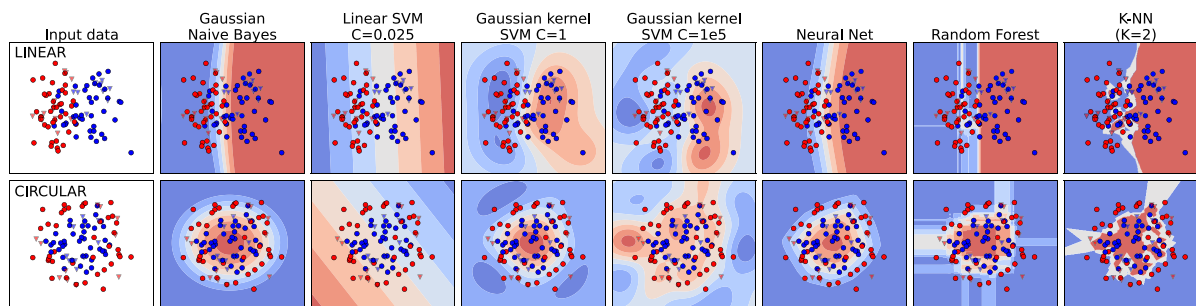 Input data
Gaussian
Naive Bayes
Linear SVM
C=0.025
Gaussian kernel
SVM C=1
Gaussian kernel
SVM C=1e5
Neural Net
Random Forest
K-NN
(K=2)
LINEAR
CIRCULAR